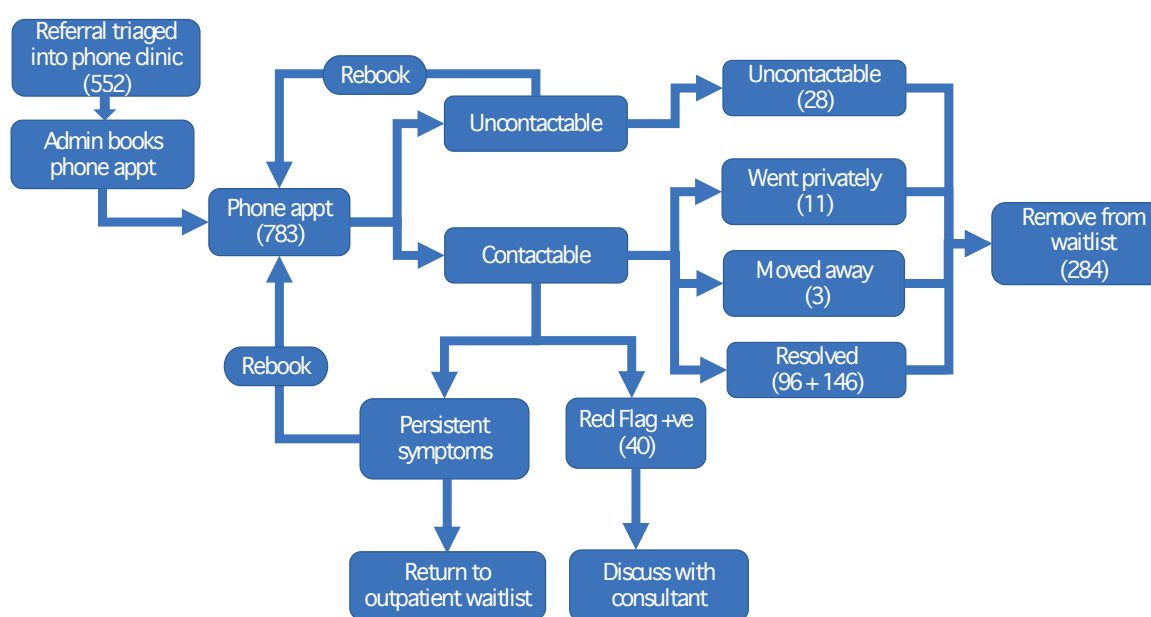 Referral triaged
into phone clinic
(552)
Admin books
phone appt
Rebook
Phone appt
(783)
Uncontactable
Contactable
Uncontactable
(28)
Went privately
(11)
Moved away
(3)
Resolved
(96 + 146)
Remove from
waitlist
(284)
Rebook
Persistent
symptoms
Red Flag +ve
(40)
Return to
outpatient waitlist
Discuss with
consultant